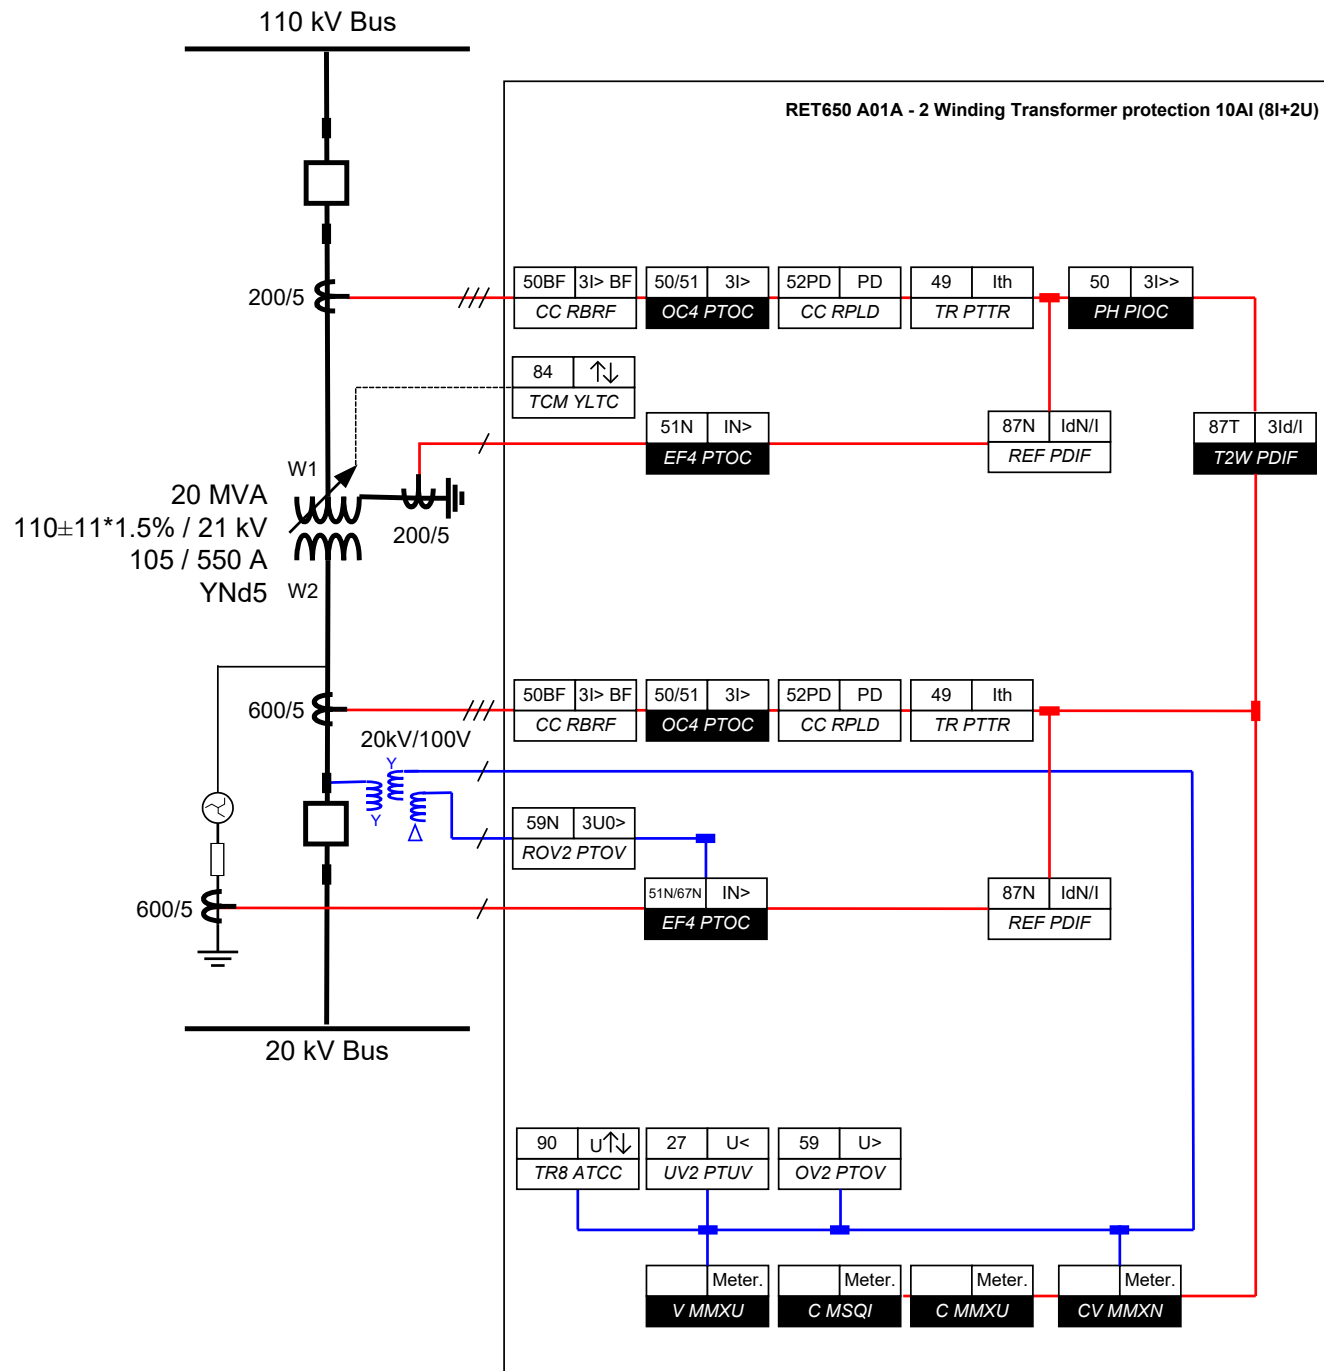 110 kV Bus
RET650 A01A - 2 Winding Transformer protection 10AI (8I+2U)
200/5
50BF 3I> BF
CC RBRF
50/51 3I>
OC4 PTOC
52PD PD
CC RPLD
49 Ith
TR PTTR
50 3I>>
PH PIOC
84 ↑↓
TCM YLTC
51N IN>
EF4 PTOC
87N IdN/I
REF PDIF
87T 3Id/I
T2W PDIF
W1
20 MVA
110±11*1.5% / 21 kV
105 / 550 A
YNd5
W2
200/5
600/5
50BF 3I> BF
CC RBRF
50/51 3I>
OC4 PTOC
52PD PD
CC RPLD
49 Ith
TR PTTR
20kV/100V
Y
Y
59N 3U0>
ROV2 PTOV
600/5
51N/67N IN>
EF4 PTOC
87N IdN/I
REF PDIF
20 kV Bus
90 U↑↓
TR8 ATCC
27 U<
UV2 PTUV
59 U>
OV2 PTOV
Meter.
V MMXU
Meter.
C MSQI
Meter.
C MMXU
Meter.
CV MMXN